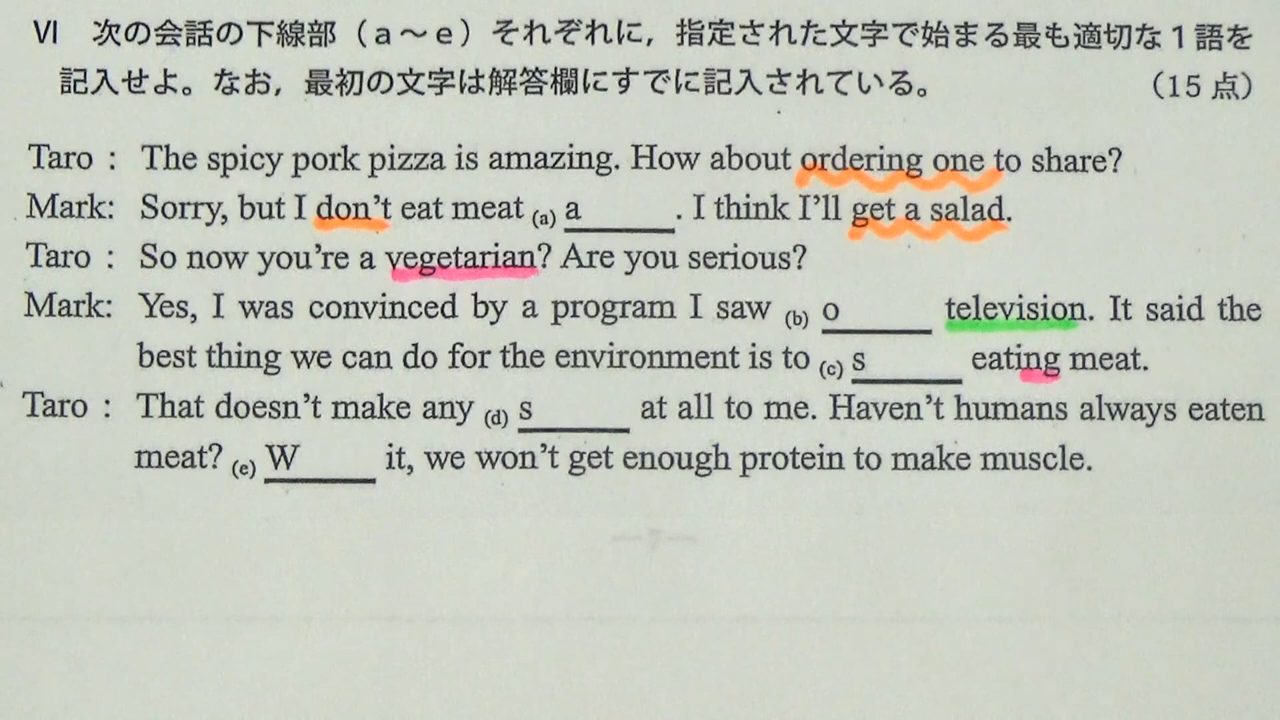 Ⅵ 次の会話の下線部（a～e）それぞれに，指定された文字で始まる最も適切な1語を
記入せよ。なお，最初の文字は解答欄にすでに記入されている。 （15点）
Taro : The spicy pork pizza is amazing. How about ordering one to share?
Mark: Sorry, but I don't eat meat (a) a______. I think I'll get a salad.
Taro : So now you're a vegetarian? Are you serious?
Mark: Yes, I was convinced by a program I saw (b) o______ television. It said the
best thing we can do for the environment is to (c) s______ eating meat.
Taro : That doesn't make any (d) s______ at all to me. Haven't humans always eaten
meat? (e) W______ it, we won't get enough protein to make muscle.
— 7 —